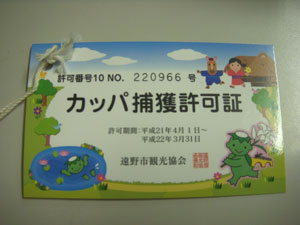 許可番号10 NO. 220966 号
カッパ捕獲許可証
許可期間:平成21年4月1日~
平成22年3月31日
遠野市観光協会